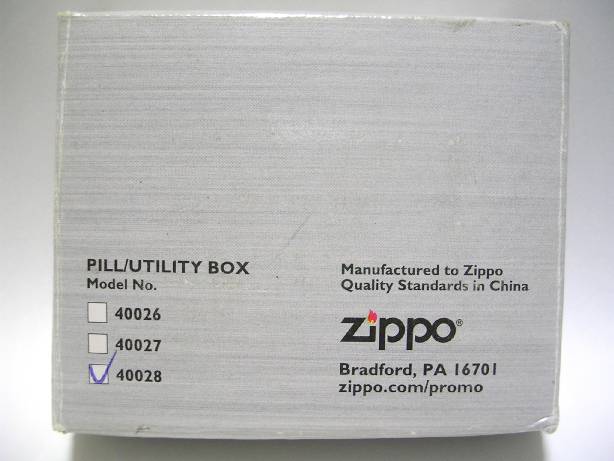 PILL/UTILITY BOX
Model No.
40026
40027
40028
Manufactured to Zippo
Quality Standards in China
zippo®
Bradford, PA 16701
zippo.com/promo